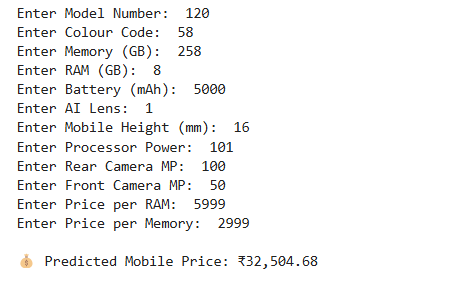 Enter Model Number:  120
Enter Colour Code:  58
Enter Memory (GB):  258
Enter RAM (GB):  8
Enter Battery (mAh):  5000
Enter AI Lens:  1
Enter Mobile Height (mm):  16
Enter Processor Power:  101
Enter Rear Camera MP:  100
Enter Front Camera MP:  50
Enter Price per RAM:  5999
Enter Price per Memory:  2999
💰 Predicted Mobile Price: ₹32,504.68